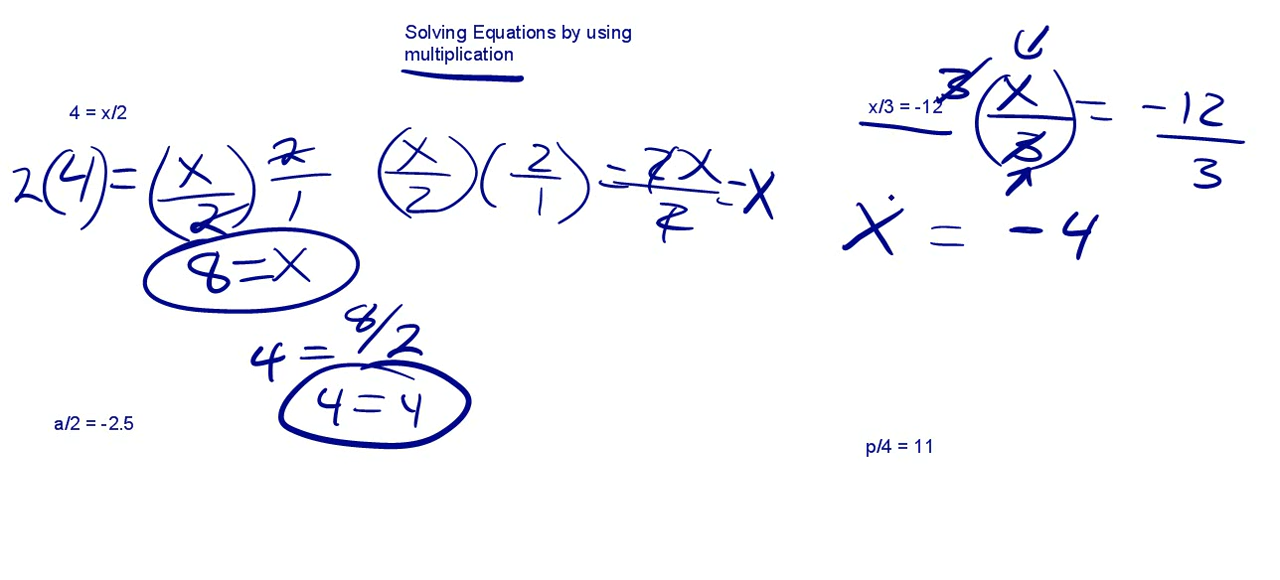 Solving Equations by using
multiplication
4 = x/2
2(4) = (x/2) 2/1
(x/2)(2/1) = 2x/2 = x
8 = x
4 = 8/2
4 = 4
x/3 = -12
3(x/3) = -12/3
x = -4
a/2 = -2.5
p/4 = 11